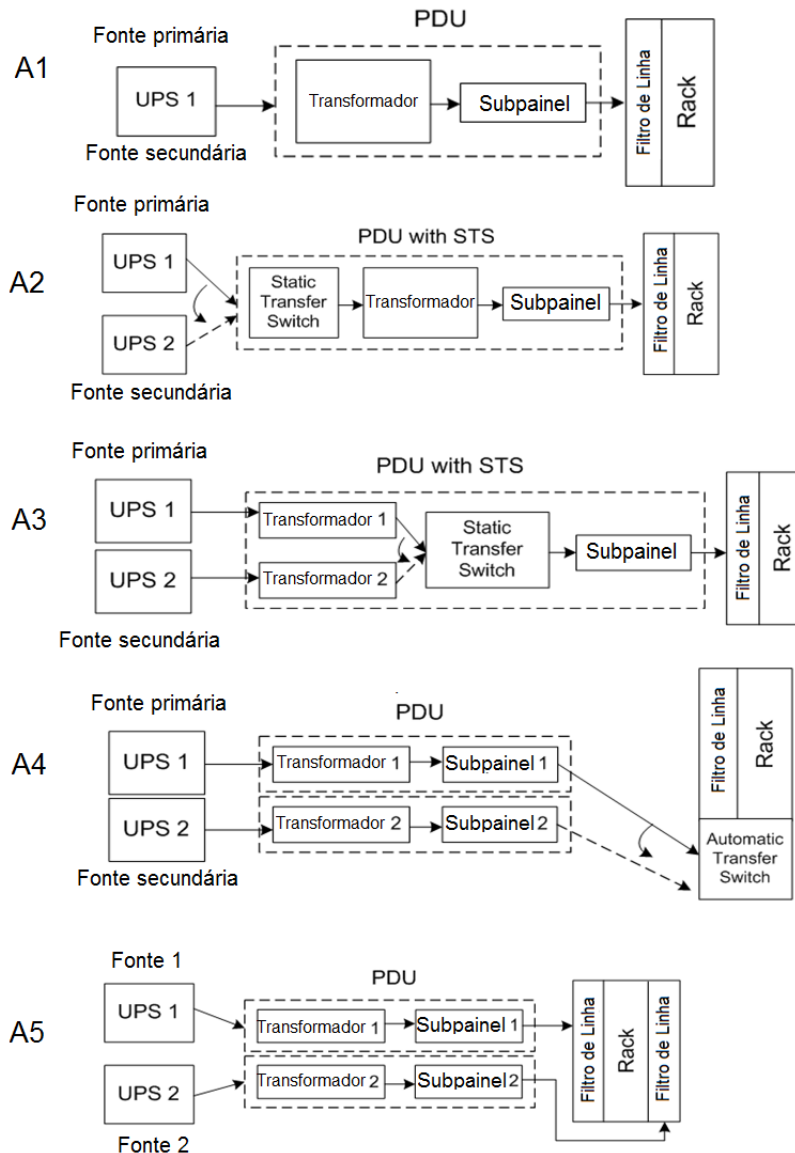 A1
Fonte primária
UPS 1
Fonte secundária
PDU
Transformador
Subpainel
Filtro de Linha
Rack
A2
Fonte primária
UPS 1
UPS 2
Fonte secundária
PDU with STS
Static
Transfer
Switch
Transformador
Subpainel
Filtro de Linha
Rack
A3
Fonte primária
UPS 1
UPS 2
Fonte secundária
PDU with STS
Transformador 1
Transformador 2
Static
Transfer
Switch
Subpainel
Filtro de Linha
Rack
A4
Fonte primária
UPS 1
UPS 2
Fonte secundária
PDU
Transformador 1
Subpainel 1
Transformador 2
Subpainel 2
Filtro de Linha
Rack
Automatic
Transfer
Switch
A5
Fonte 1
UPS 1
UPS 2
Fonte 2
PDU
Transformador 1
Subpainel 1
Transformador 2
Subpainel 2
Filtro de Linha
Rack
Filtro de Linha